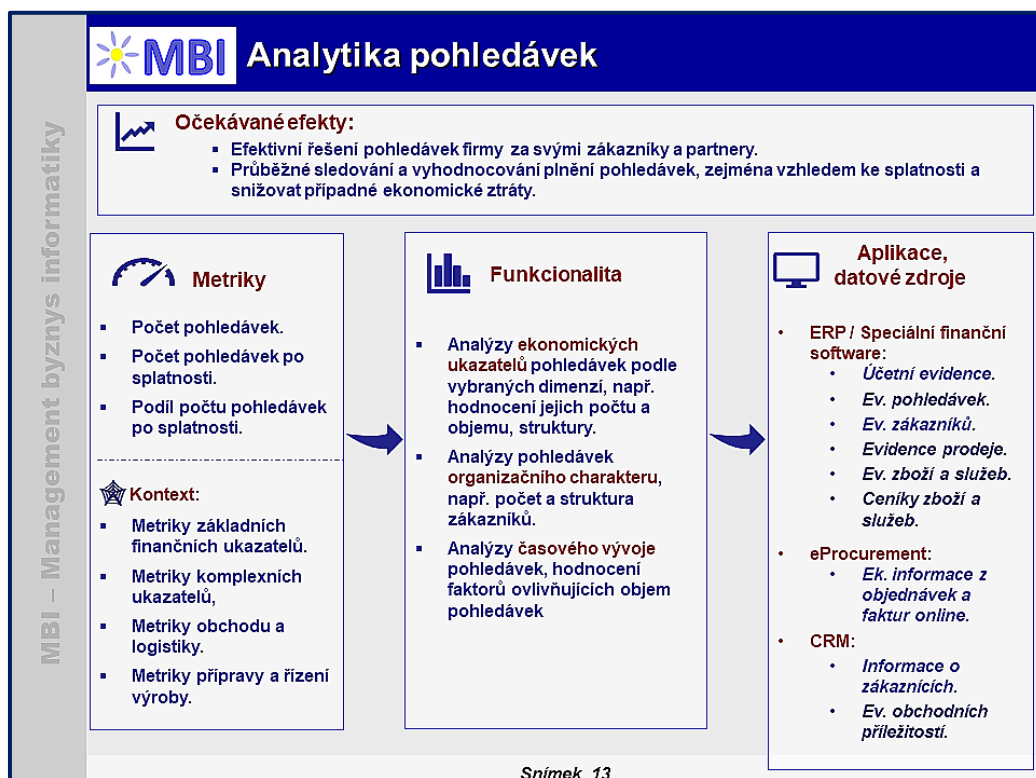 MBI – Management byznys informatiky
MBI
Analytika pohledávek
Očekávané efekty:
▪ Efektivní řešení pohledávek firmy za svými zákazníky a partnery.
▪ Průběžné sledování a vyhodnocování plnění pohledávek, zejména vzhledem ke splatnosti a
snižovat případné ekonomické ztráty.
Metriky
▪ Počet pohledávek.
▪ Počet pohledávek po
splatnosti.
▪ Podíl počtu pohledávek
po splatnosti.
Kontext:
▪ Metriky základních
finančních ukazatelů.
▪ Metriky komplexních
ukazatelů,
▪ Metriky obchodu a
logistiky.
▪ Metriky přípravy a řízení
výroby.
Funkcionalita
▪ Analýzy ekonomických
ukazatelů pohledávek podle
vybraných dimenzí, např.
hodnocení jejich počtu a
objemu, struktury.
▪ Analýzy pohledávek
organizačního charakteru,
např. počet a struktura
zákazníků.
▪ Analýzy časového vývoje
pohledávek, hodnocení
faktorů ovlivňujících objem
pohledávek
Aplikace,
datové zdroje
• ERP / Speciální finanční
software:
• Účetní evidence.
• Ev. pohledávek.
• Ev. zákazníků.
• Evidence prodeje.
• Ev. zboží a služeb.
• Ceníky zboží a
služeb.
• eProcurement:
• Ek. informace z
objednávek a
faktur online.
• CRM:
• Informace o
zákaznících.
• Ev. obchodních
příležitostí.
Snímek 13